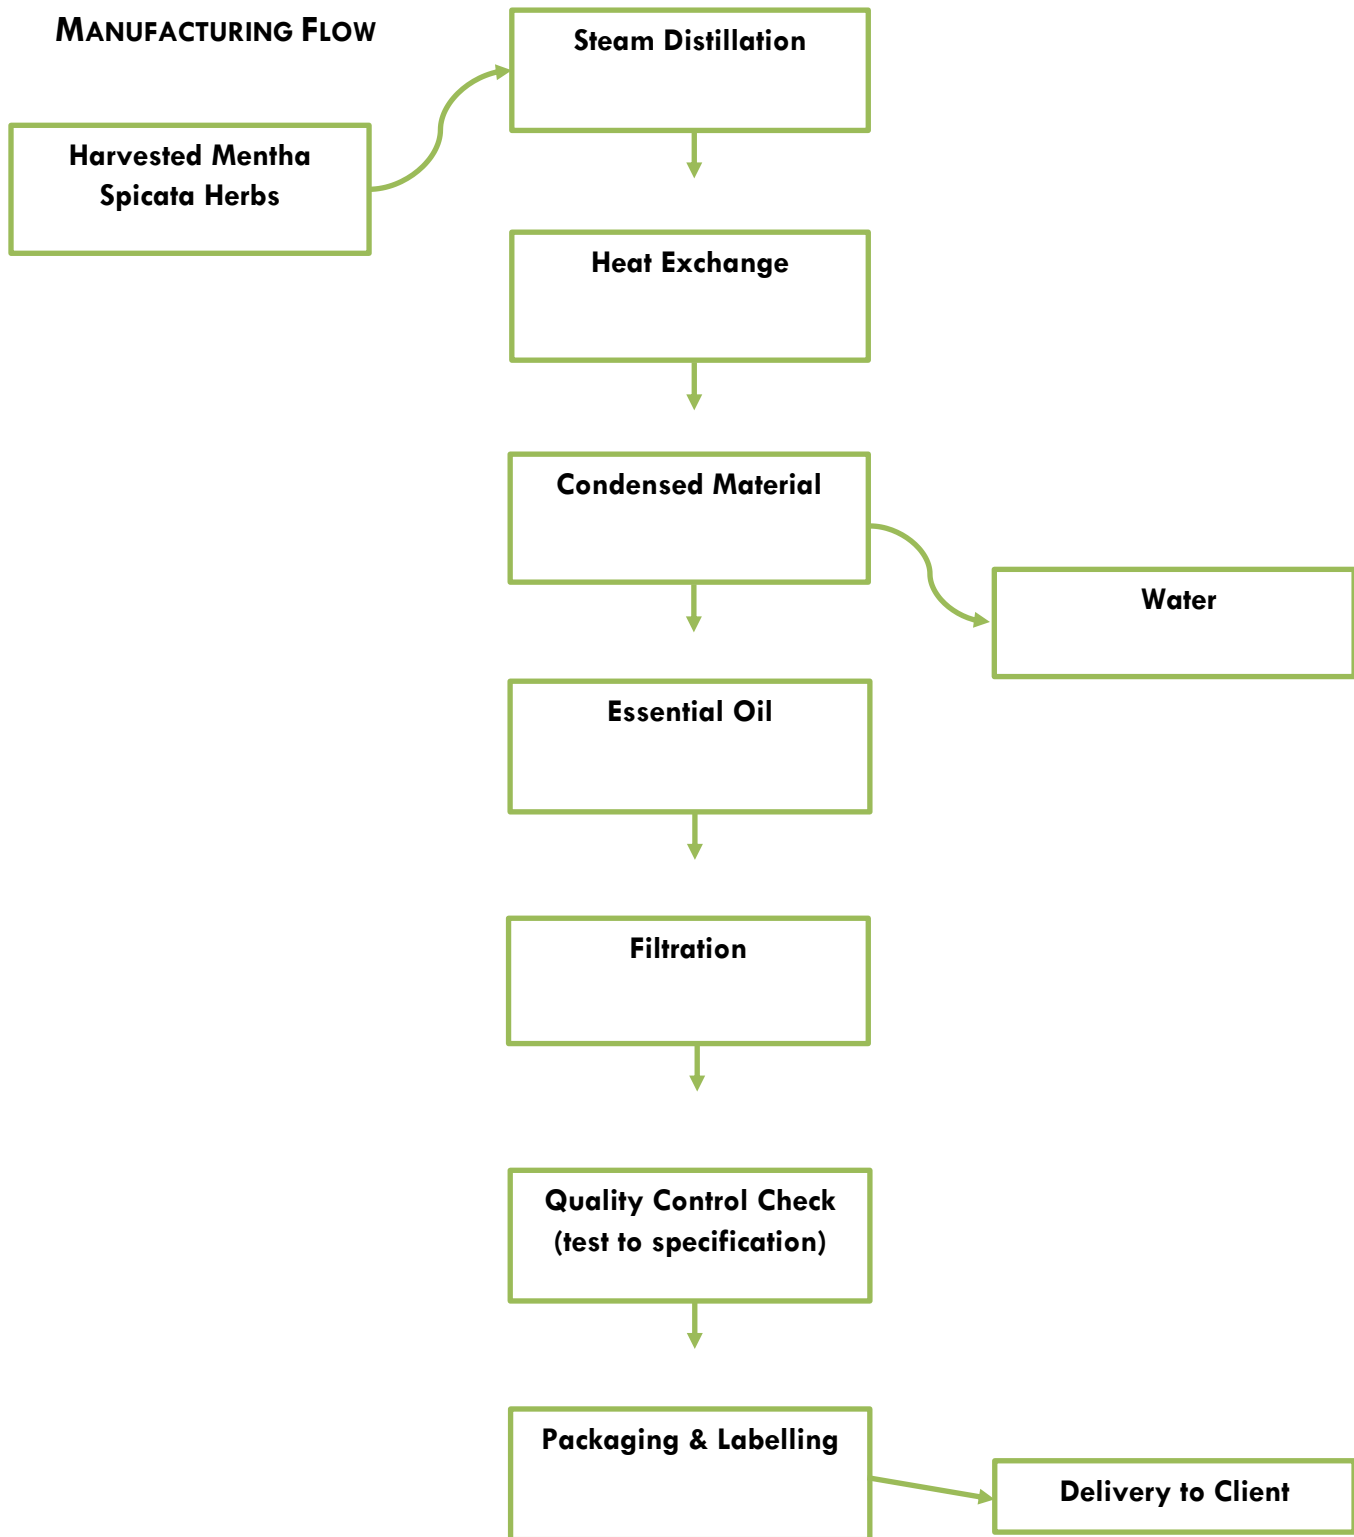 MANUFACTURING FLOW
Steam Distillation
Harvested Mentha
Spicata Herbs
Heat Exchange
Condensed Material
Water
Essential Oil
Filtration
Quality Control Check
(test to specification)
Packaging & Labelling
Delivery to Client